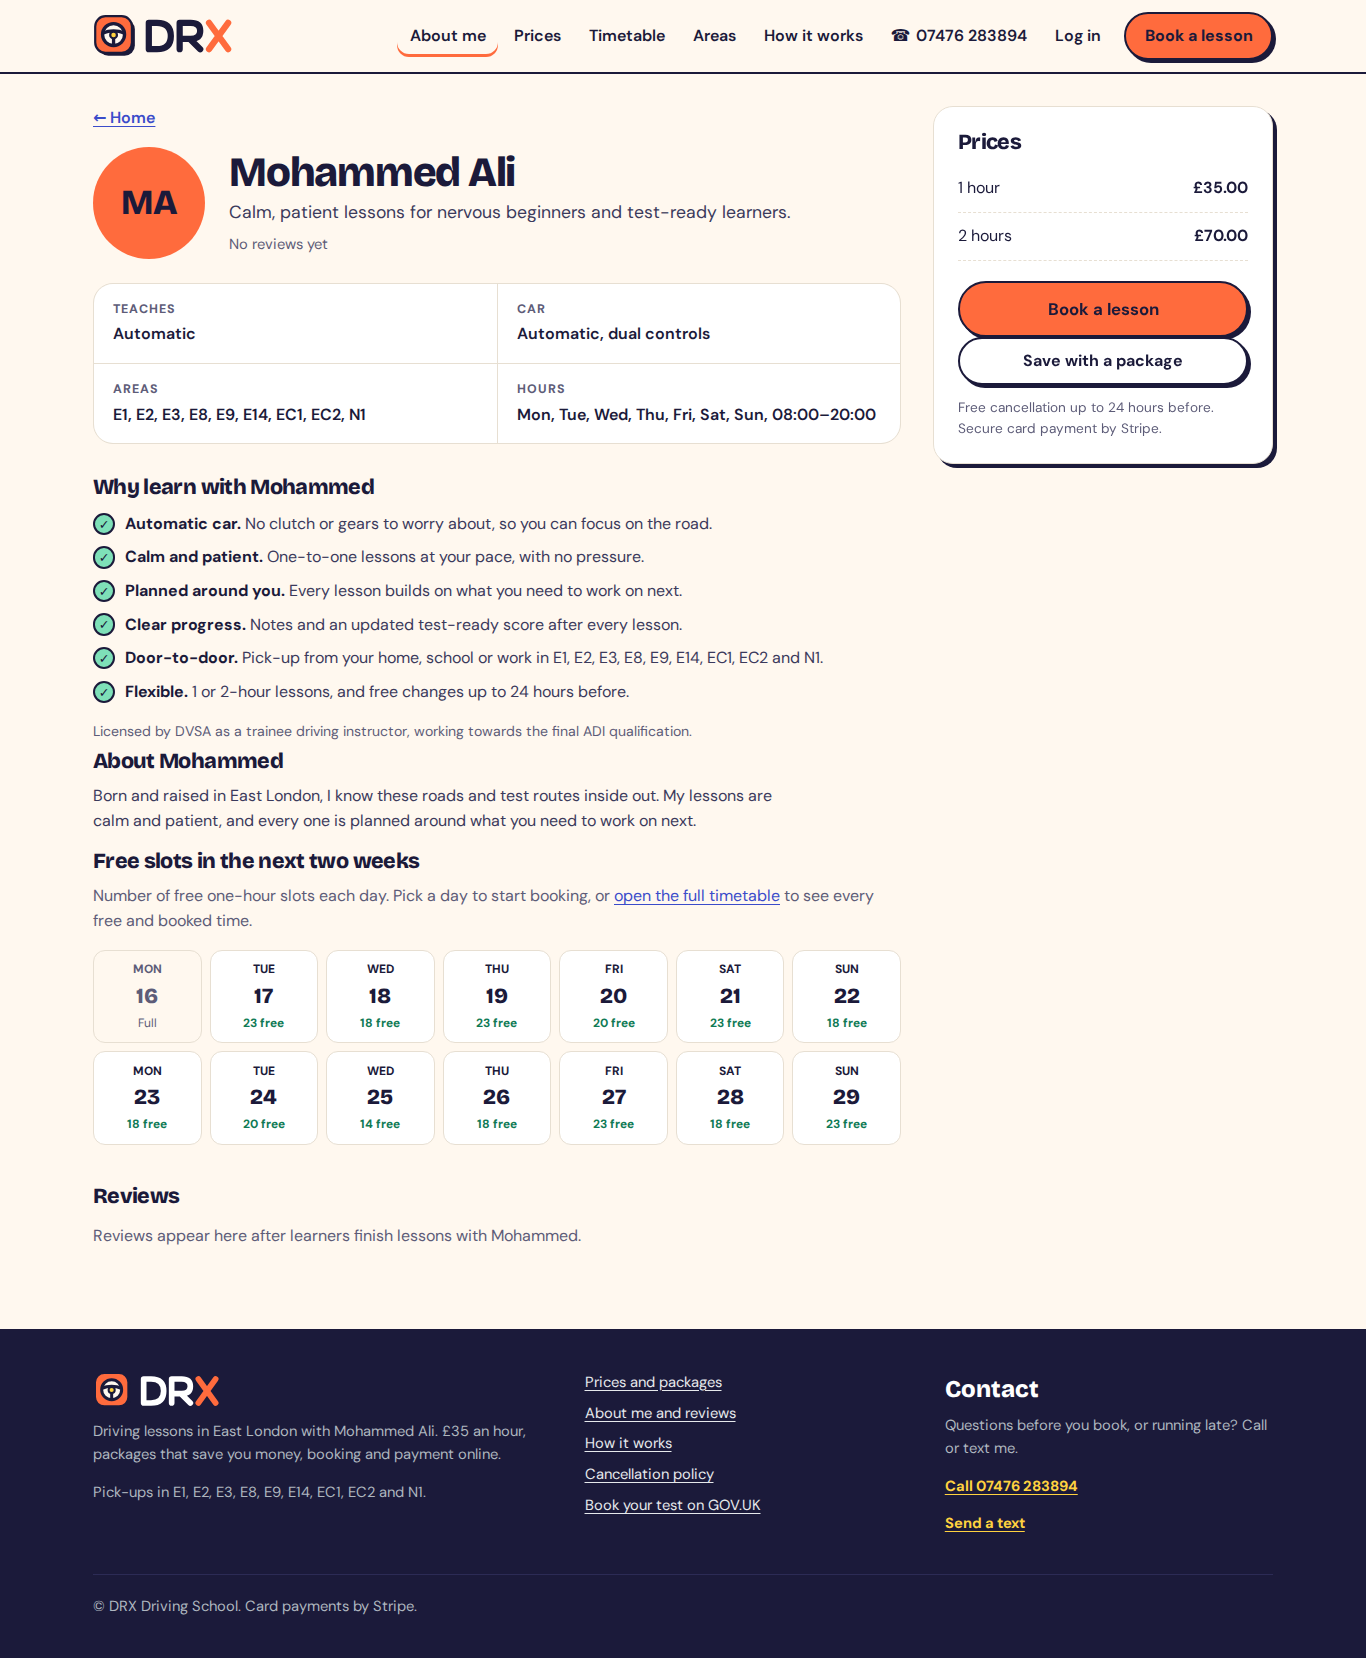 DRX
About me
Prices
Timetable
Areas
How it works
☎ 07476 283894
Log in
Book a lesson
← Home
MA
Mohammed Ali
Calm, patient lessons for nervous beginners and test-ready learners.
No reviews yet
TEACHES
Automatic
CAR
Automatic, dual controls
AREAS
E1, E2, E3, E8, E9, E14, EC1, EC2, N1
HOURS
Mon, Tue, Wed, Thu, Fri, Sat, Sun, 08:00–20:00
Prices
1 hour £35.00
2 hours £70.00
Book a lesson
Save with a package
Free cancellation up to 24 hours before.
Secure card payment by Stripe.
Why learn with Mohammed
✓ Automatic car. No clutch or gears to worry about, so you can focus on the road.
✓ Calm and patient. One-to-one lessons at your pace, with no pressure.
✓ Planned around you. Every lesson builds on what you need to work on next.
✓ Clear progress. Notes and an updated test-ready score after every lesson.
✓ Door-to-door. Pick-up from your home, school or work in E1, E2, E3, E8, E9, E14, EC1, EC2 and N1.
✓ Flexible. 1 or 2-hour lessons, and free changes up to 24 hours before.
Licensed by DVSA as a trainee driving instructor, working towards the final ADI qualification.
About Mohammed
Born and raised in East London, I know these roads and test routes inside out. My lessons are
calm and patient, and every one is planned around what you need to work on next.
Free slots in the next two weeks
Number of free one-hour slots each day. Pick a day to start booking, or open the full timetable to see every
free and booked time.
MON TUE WED THU FRI SAT SUN
16 17 18 19 20 21 22
Full 23 free 18 free 23 free 20 free 23 free 18 free
MON TUE WED THU FRI SAT SUN
23 24 25 26 27 28 29
18 free 20 free 14 free 18 free 23 free 18 free 23 free
Reviews
Reviews appear here after learners finish lessons with Mohammed.
DRX
Driving lessons in East London with Mohammed Ali. £35 an hour,
packages that save you money, booking and payment online.
Pick-ups in E1, E2, E3, E8, E9, E14, EC1, EC2 and N1.
Prices and packages
About me and reviews
How it works
Cancellation policy
Book your test on GOV.UK
Contact
Questions before you book, or running late? Call
or text me.
Call 07476 283894
Send a text
© DRX Driving School. Card payments by Stripe.